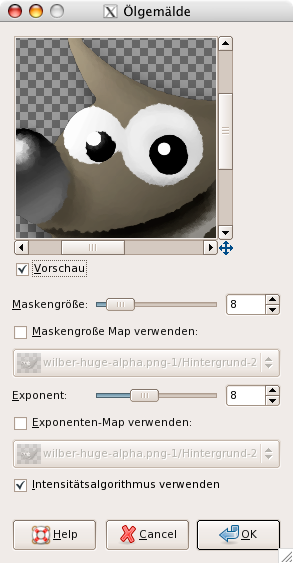 Ölgemälde
Vorschau
Maskengröße: 8
Maskengroße Map verwenden:
wilber-huge-alpha.png-1/Hintergrund-2
Exponent: 8
Exponenten-Map verwenden:
wilber-huge-alpha.png-1/Hintergrund-2
Intensitätsalgorithmus verwenden
Help Cancel OK